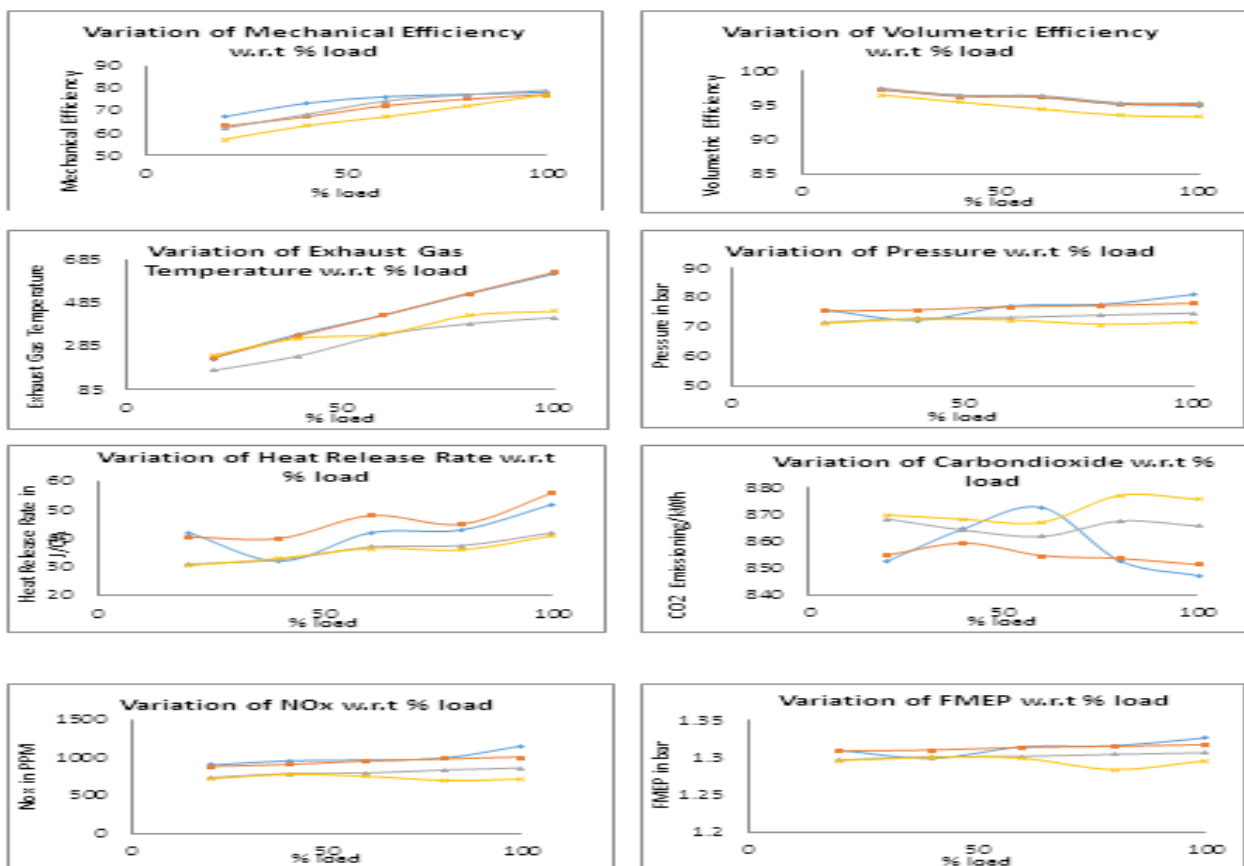 Variation of Mechanical Efficiency
w.r.t % load
Mechanical Efficiency
90
80
70
60
50
0
50
100
% load
Variation of Volumetric Efficiency
w.r.t % load
Volumetric Efficiency
100
95
90
85
0
50
100
% load
Variation of Exhaust Gas
Temperature w.r.t % load
Exhaust Gas Temperature
685
485
285
85
0
50
100
% load
Variation of Pressure w.r.t % load
Pressure in bar
90
80
70
60
50
0
50
100
% load
Variation of Heat Release Rate w.r.t
% load
Heat Release Rate in
60
50
40
30
20
0
50
100
% load
Variation of Carbondioxide w.r.t %
load
CO2 Emissioning/kWh
880
870
860
850
840
0
50
100
% load
Variation of NOx w.r.t % load
Nox in PPM
1500
1000
500
0
0
50
100
% load
Variation of FMEP w.r.t % load
FMEP in bar
1.35
1.3
1.25
1.2
0
50
100
% load